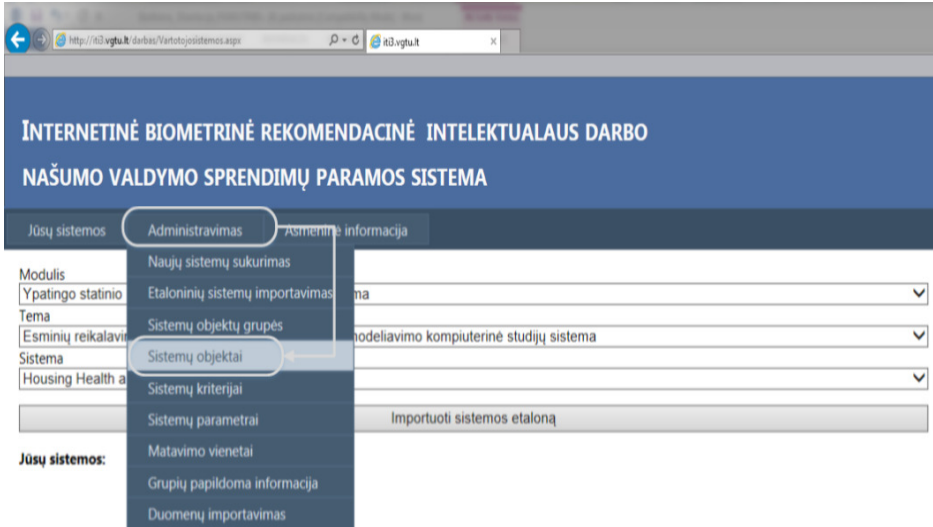 http://iti3.vgtu.lt/darbas/Vartotojosistemos.aspx
iti3.vgtu.lt
INTERNETINĖ BIOMETRINĖ REKOMENDACINĖ INTELEKTUALAUS DARBO
NAŠUMO VALDYMO SPRENDIMŲ PARAMOS SISTEMA
Jūsų sistemos Administravimas Asmeninė informacija
Naujų sistemų sukurimas
Modulis
Ypatingo statinio
Etaloninių sistemų importavimas
ma
Tema
Sistemų objektų grupės
Esminių reikalavi
modeliavimo kompiuterinė studijų sistema
Sistema
Sistemų objektai
Housing Health a
Sistemų kriterijai
Sistemų parametrai
Importuoti sistemos etaloną
Jūsų sistemos:
Matavimo vienetai
Grupių papildoma informacija
Duomenų importavimas